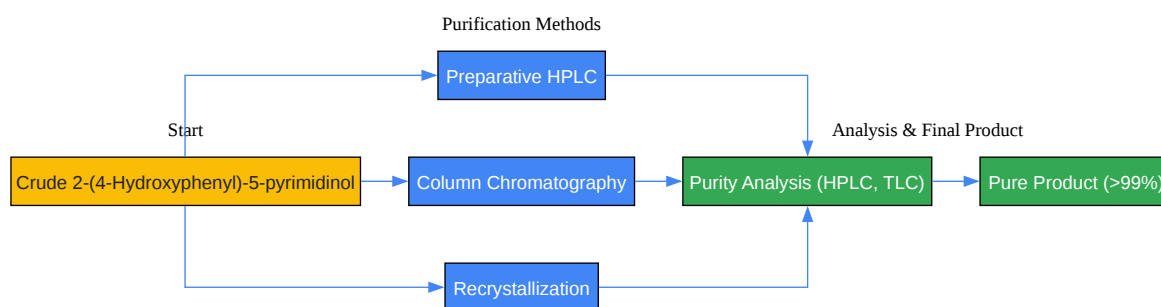 Purification Methods
Preparative HPLC
Start
Analysis & Final Product
Crude 2-(4-Hydroxyphenyl)-5-pyrimidinol
Column Chromatography
Purity Analysis (HPLC, TLC)
Pure Product (>99%)
Recrystallization